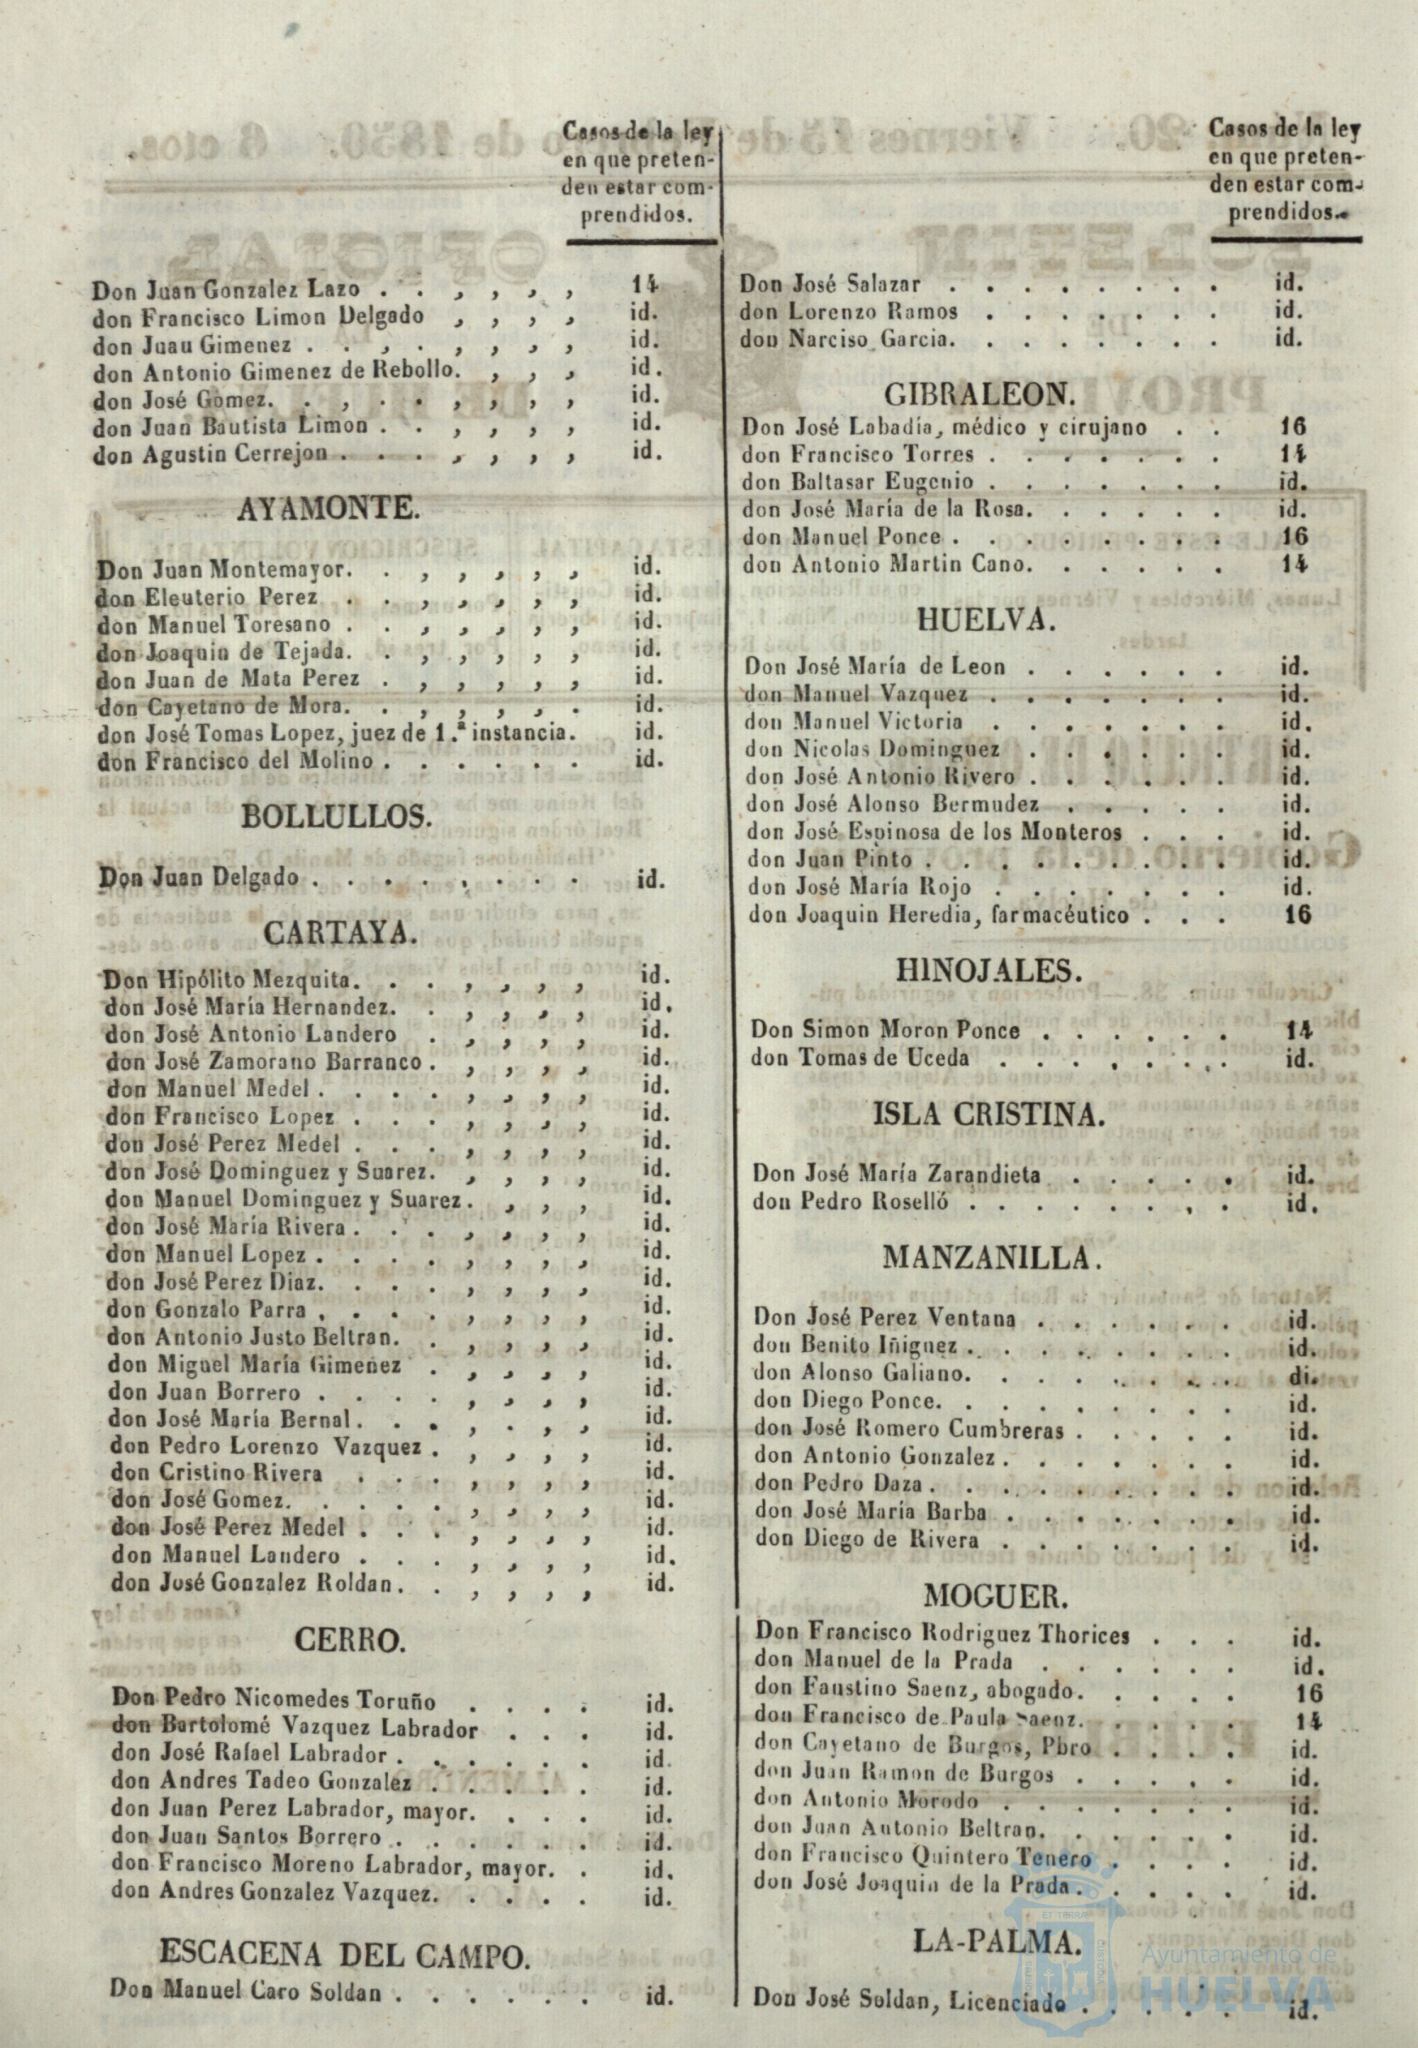 Casos de la ley
en que preten-
den estar com-
prendidos.
Don Juan Gonzalez Lazo . . , , , , 14
don Francisco Limon Delgado , , , , id.
don Juau Gimenez . . , . , , , , id.
don Antonio Gimenez de Rebollo. , , , id.
don José Gomez. . , . . , , , , id.
don Juan Bautista Limon . . , , , , id.
don Agustin Cerrejon . . . , , , , id.
AYAMONTE.
Don Juan Montemayor. . , , , , , id.
don Eleuterio Perez . . , , , , , id.
don Manuel Toresano . . , , , , , id.
don Joaquin de Tejada. . , , , , , id.
don Juan de Mata Perez . , , , , , id.
don Cayetano de Mora. . , , , , . id.
don José Tomas Lopez, juez de 1.ª instancia. id.
don Francisco del Molino . . . . . . id.
BOLLULLOS.
Don Juan Delgado . . . . . . . . id.
CARTAYA.
Don Hipólito Mezquita. . . , , , , id.
don José María Hernandez. . , , , , id.
don José Antonio Landero . , , , , id.
don José Zamorano Barranco . , , , , id.
don Manuel Medel . . . . , , , , id.
don Francisco Lopez . . . , , , , id.
don José Perez Medel . . . , , , , id.
don José Dominguez y Suarez. , , , , id.
don Manuel Dominguez y Suarez . , , , id.
don José María Rivera . . . , , , , id.
don Manuel Lopez . . . . , , , , id.
don José Perez Diaz. . . . , , , , id.
don Gonzalo Parra . . . . , , , , id.
don Antonio Justo Beltran. . , , , , id.
don Miguel María Gimenez . , , , , id.
don Juan Borrero . . . . , , , , id.
don José María Bernal . . . , . , , id.
don Pedro Lorenzo Vazquez . , , , , id.
don Cristino Rivera . . . , , , , id.
don José Gomez. . . . . , , , , id.
don José Perez Medel . . . , , , , id.
don Manuel Landero . . . , , , , id.
don José Gonzalez Roldan . . , , , , id.
CERRO.
Don Pedro Nicomedes Toruño . . . . id.
don Bartolomé Vazquez Labrador . . . id.
don José Rafael Labrador . . . . . . id.
don Andres Tadeo Gonzalez . . . . . id.
don Juan Perez Labrador, mayor. . . . id.
don Juan Santos Borrero . . . . . . id.
don Francisco Moreno Labrador, mayor. . id.
don Andres Gonzalez Vazquez. . . . . id.
ESCACENA DEL CAMPO.
Don Manuel Caro Soldan . . . . . . id.
Casos de la ley
en que preten-
den estar com-
prendidos.
Don José Salazar . . . . . . . . id.
don Lorenzo Ramos . . . . . . . id.
don Narciso Garcia. . . . . . . . id.
GIBRALEON.
Don José Labadía, médico y cirujano . . 16
don Francisco Torres . . . . . . . 14
don Baltasar Eugenio . . . . . . . id.
don José María de la Rosa. . . . . . id.
don Manuel Ponce . . . . . . . . 16
don Antonio Martin Cano. . . . . . 14
HUELVA.
Don José María de Leon . . . . . . id.
don Manuel Vazquez . . . . . . . id.
don Manuel Victoria . . . . . . . id.
don Nicolas Dominguez . . . . . . id.
don José Antonio Rivero . . . . . . id.
don José Alonso Bermudez . . . . . id.
don José Espinosa de los Monteros . . . id.
don Juan Pinto . . . . . . . . . id.
don José María Rojo . . . . . . . id.
don Joaquin Heredia, farmacéutico . . . 16
H1NOJALES.
Don Simon Moron Ponce . . . . . . 14
don Tomas de Uceda . . . . . . . id.
ISLA CRISTINA.
Don José María Zarandieta . . . . . id.
don Pedro Roselló . . . . . . , . id.
MANZANILLA.
Don José Perez Ventana . . . . . . id.
don Benito Iñiguez . . . . . . . . id.
don Alonso Galiano. . . . . . . . di.
don Diego Ponce. . . . . . . . . id.
don José Romero Cumbreras . . . . . id.
don Antonio Gonzalez . . . . . . . id.
don Pedro Daza . . . . . . . . . id.
don José María Barba . . . . . . . id.
don Diego de Rivera . . . . . . . id.
MOGUER.
Don Francisco Rodriguez Thorices . . . id.
don Manuel de la Prada . . . . . . id.
don Faustino Saenz, abogado. . . . . 16
don Francisco de Paula Saenz. . . . . 14
don Cayetano de Burgos, Pbro . . . . id.
don Juan Ramon de Burgos . . . . . id.
don Antonio Morodo . . . . . . . id.
don Juan Antonio Beltran. . . . . . id.
don Francisco Quintero Tenero . . . . id.
don José Joaquin de la Prada . . . . . id.
LA-PALMA.
Don José Soldan, Licenciado . . . . . id.
Ayuntamiento de
HUELVA